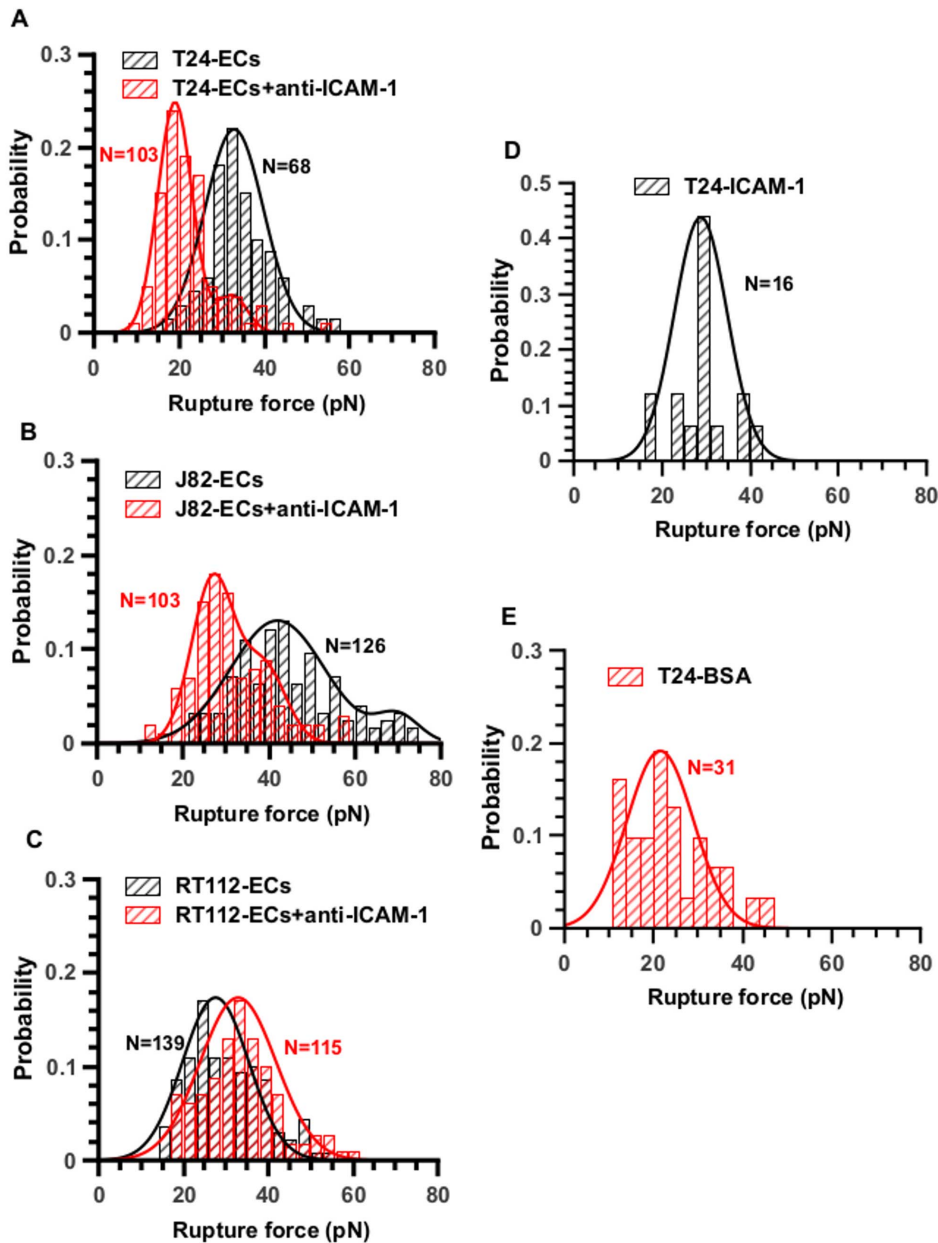 A
0.3
T24-ECs
T24-ECs+anti-ICAM-1
N=103
N=68
0.2
0.1
0
Probability
0 20 40 60 80
Rupture force (pN)
B
0.3
J82-ECs
J82-ECs+anti-ICAM-1
0.2
N=103
N=126
0.1
0
Probability
0 20 40 60 80
Rupture force (pN)
C
0.3
RT112-ECs
RT112-ECs+anti-ICAM-1
0.2
N=139
N=115
0.1
0
Probability
0 20 40 60 80
Rupture force (pN)
D
0.5
T24-ICAM-1
0.4
N=16
0.3
0.2
0.1
0
Probability
0 20 40 60 80
Rupture force (pN)
E
0.3
T24-BSA
0.2
N=31
0.1
0
Probability
0 20 40 60 80
Rupture force (pN)